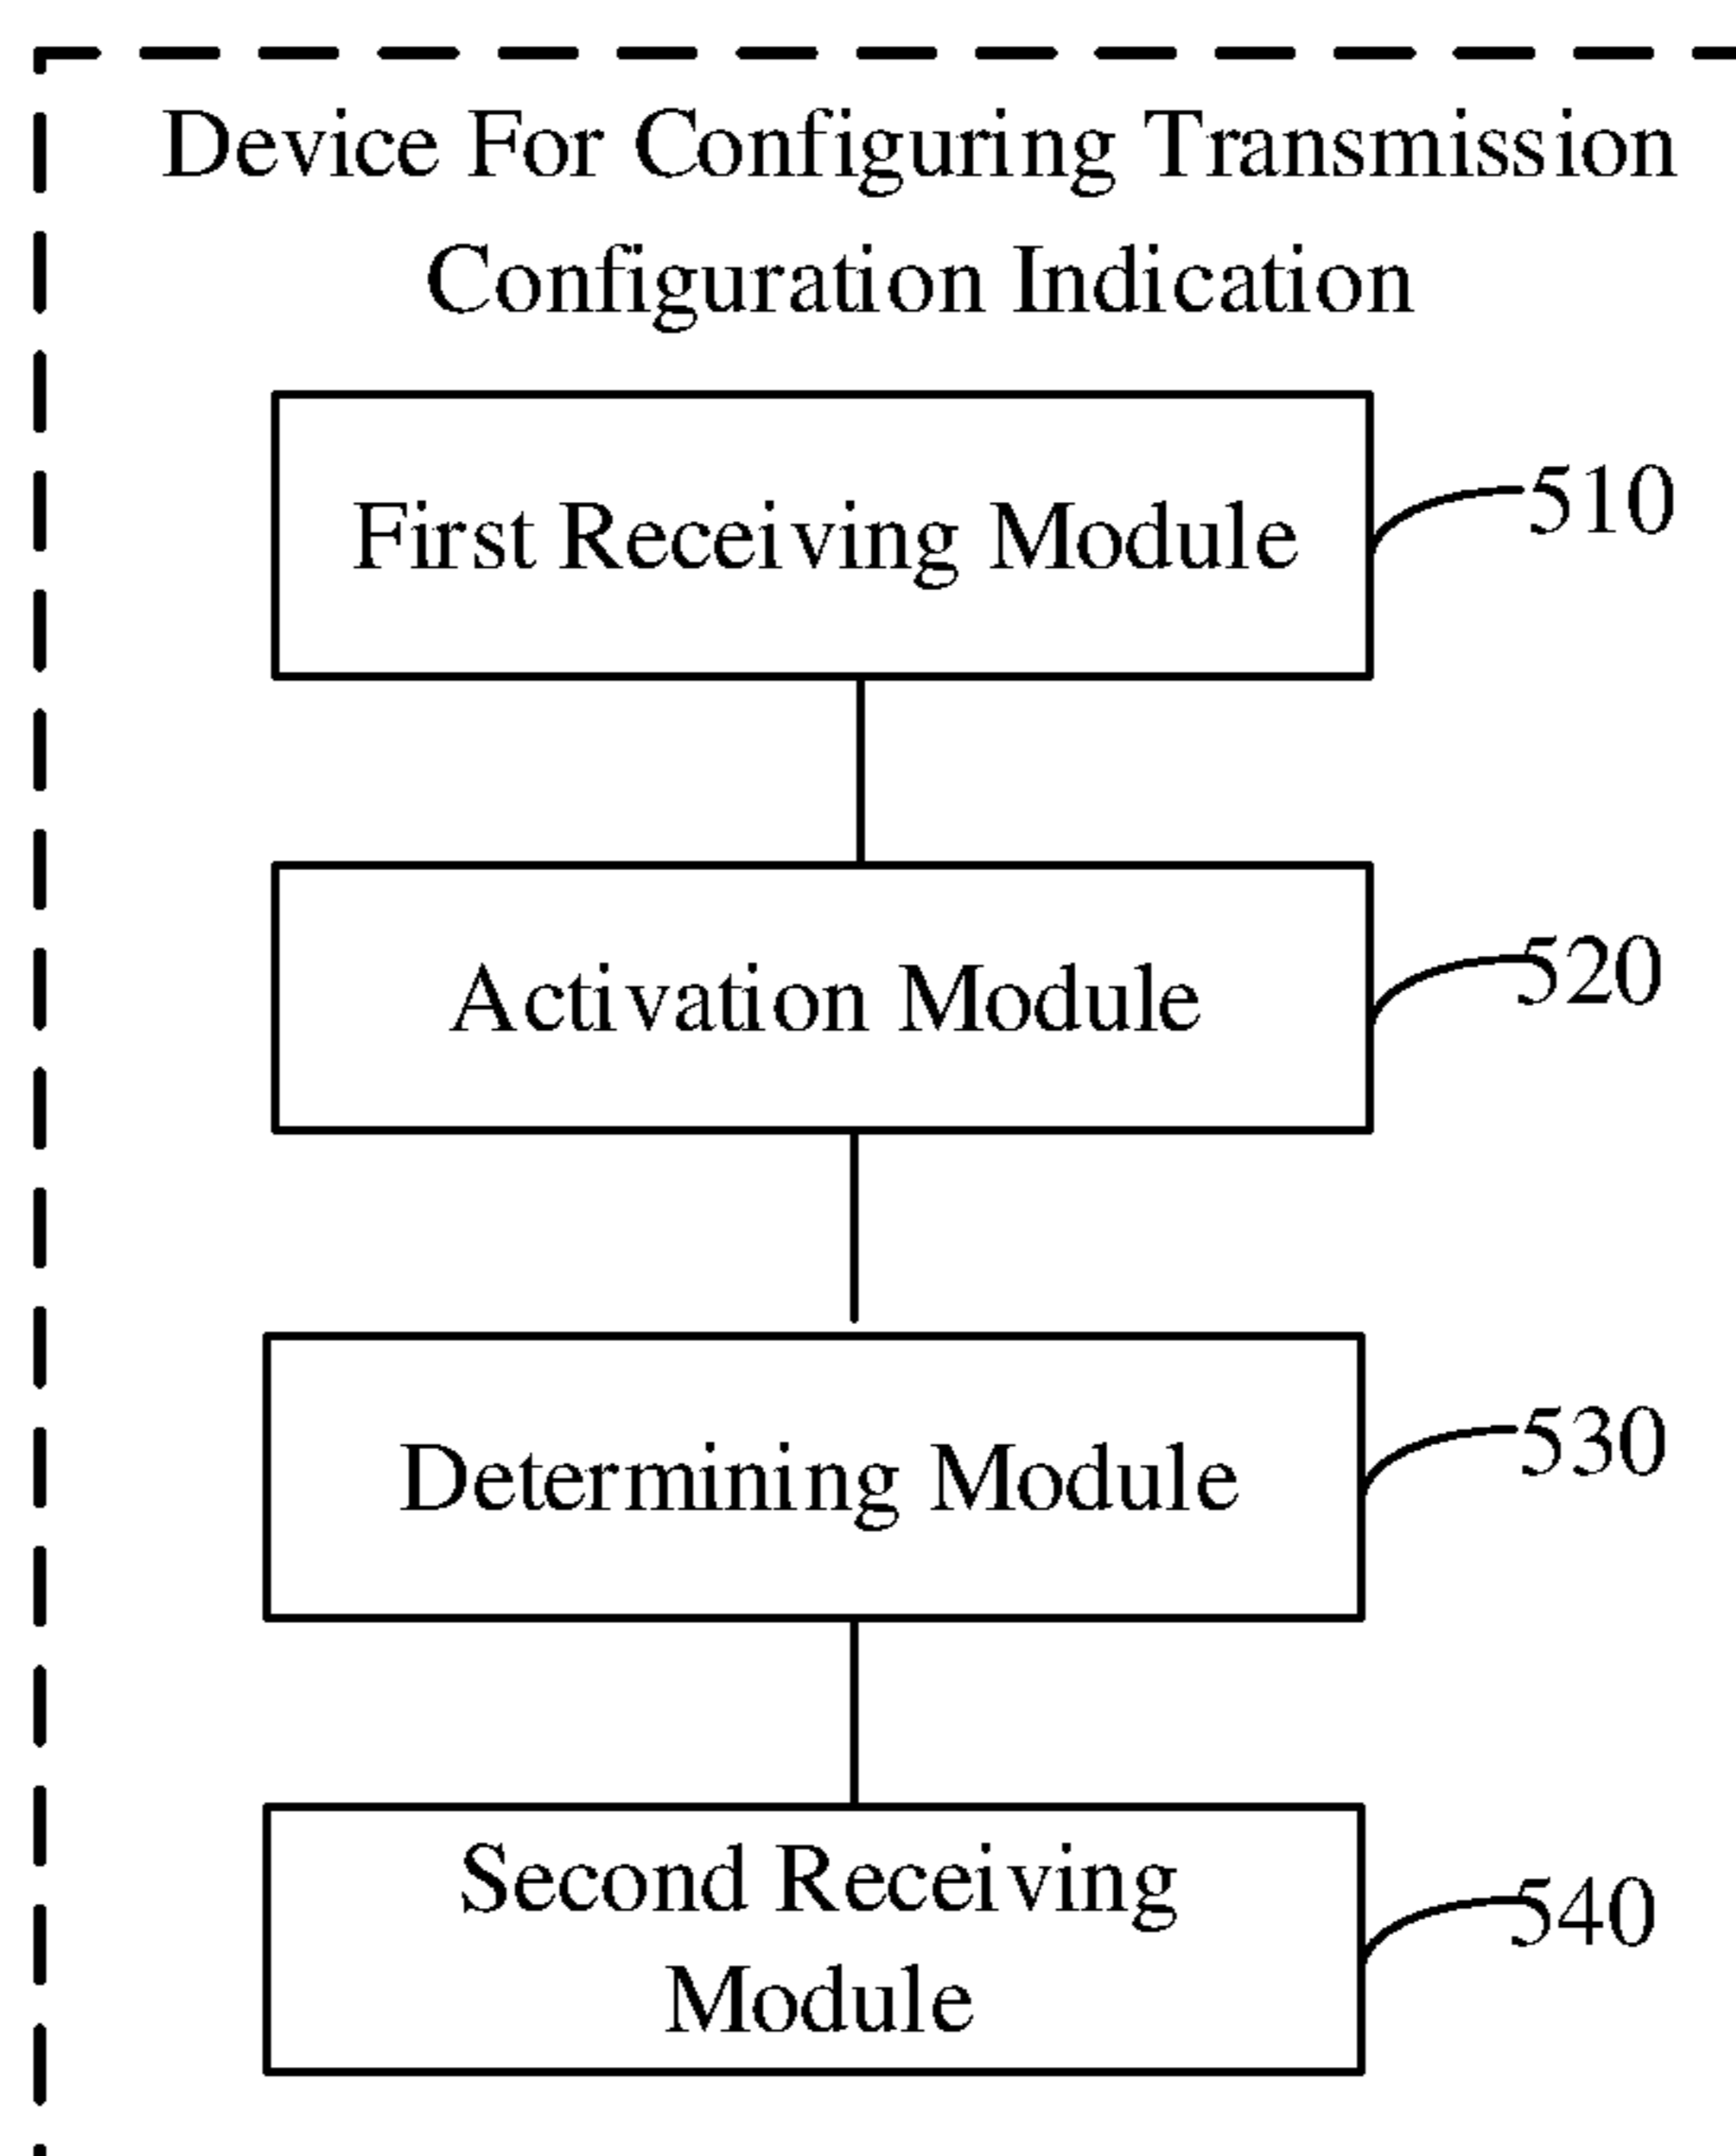 Device For Configuring Transmission
Configuration Indication
First Receiving Module
510
Activation Module
520
Determining Module
530
Second Receiving
Module
540